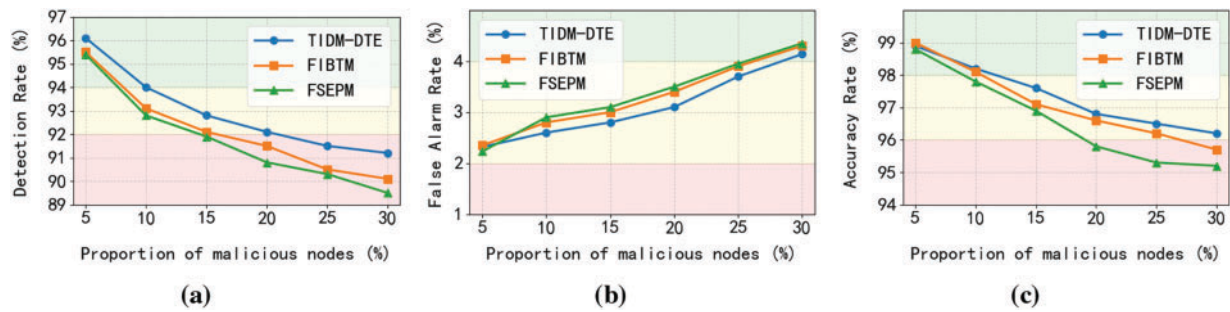 Detection Rate (%)
97
96
95
94
93
92
91
90
89
TIDM-DTE
FIBTM
FSEPM
5 10 15 20 25 30
Proportion of malicious nodes (%)
(a)
False Alarm Rate (%)
4
3
2
1
TIDM-DTE
FIBTM
FSEPM
5 10 15 20 25 30
Proportion of malicious nodes (%)
(b)
Accuracy Rate (%)
99
98
97
96
95
94
TIDM-DTE
FIBTM
FSEPM
5 10 15 20 25 30
Proportion of malicious nodes (%)
(c)